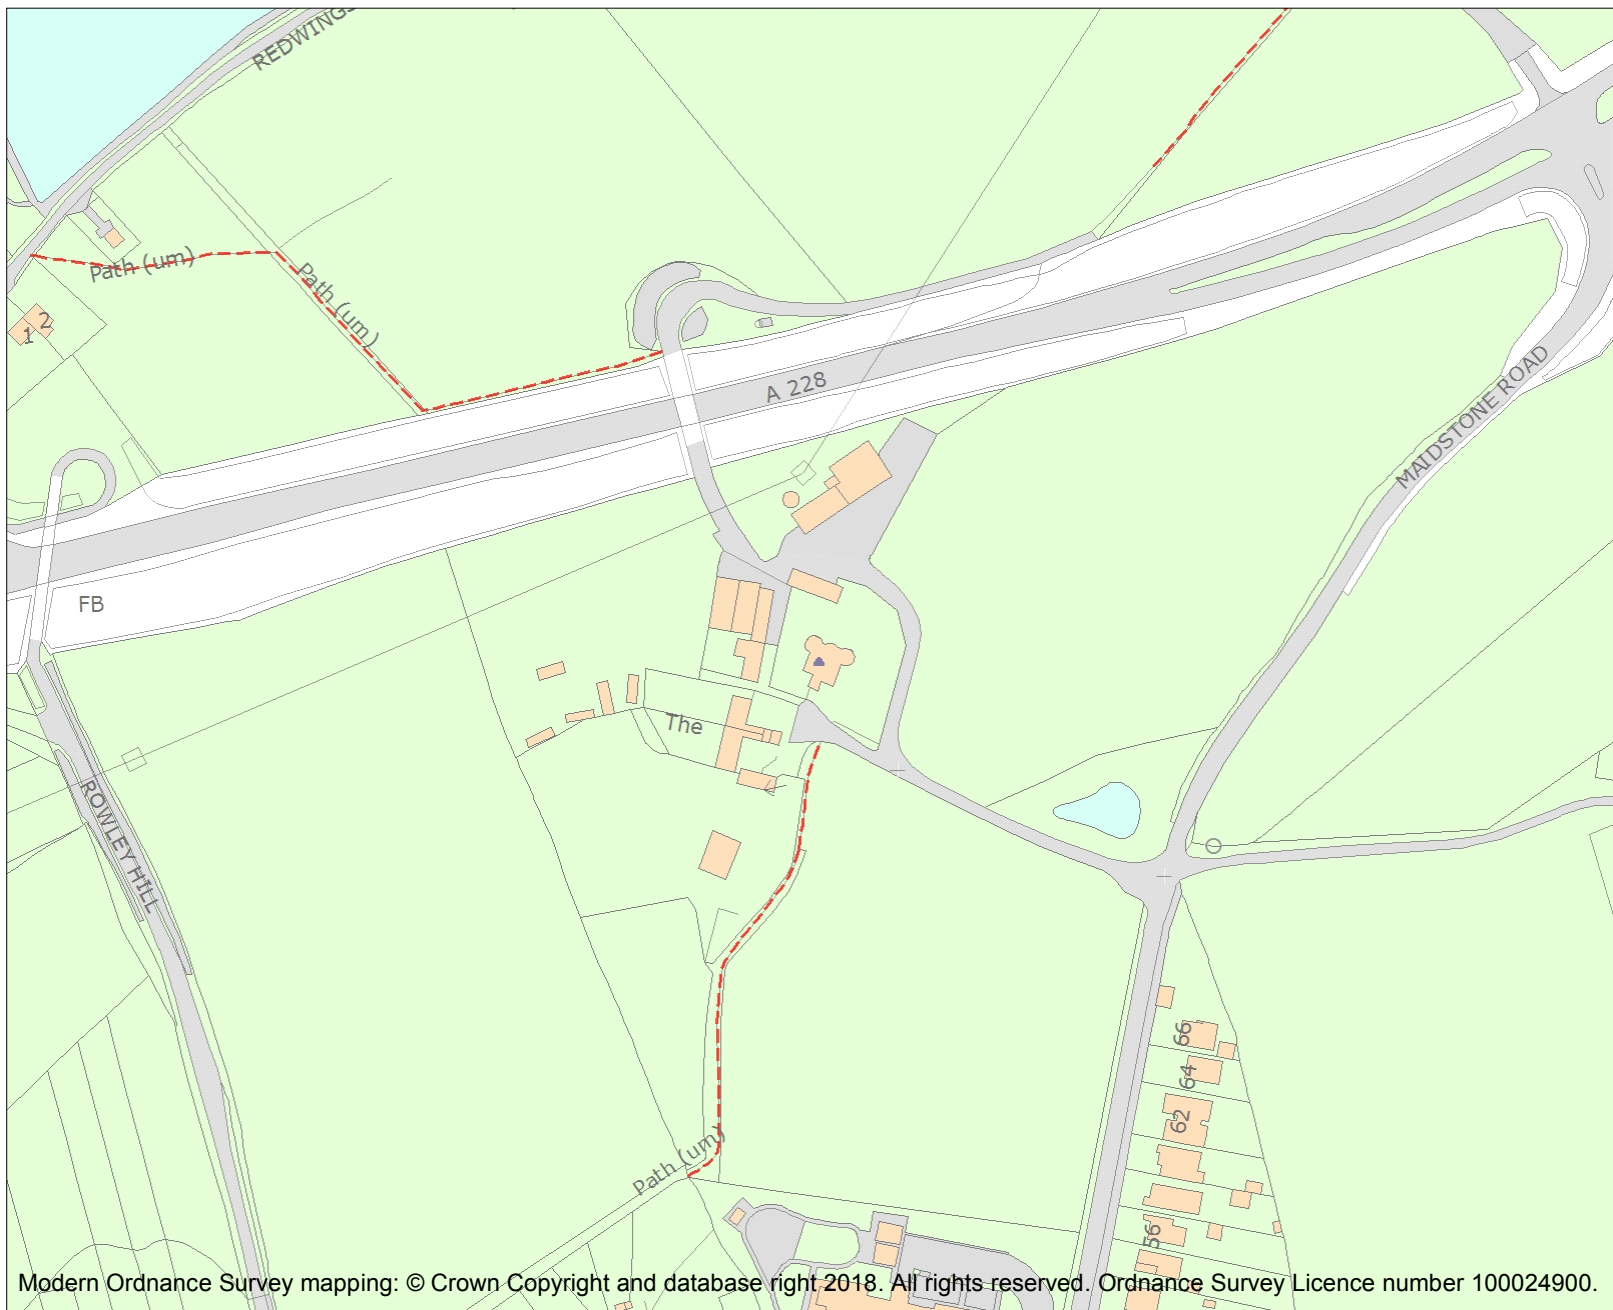 REDWINGS
Path (um)
Path (um)
1
2
A 228
MAIDSTONE ROAD
FB
The
ROWLEY HILL
66
64
62
Path (um)
56
Modern Ordnance Survey mapping: © Crown Copyright and database right 2018. All rights reserved. Ordnance Survey Licence number 100024900.